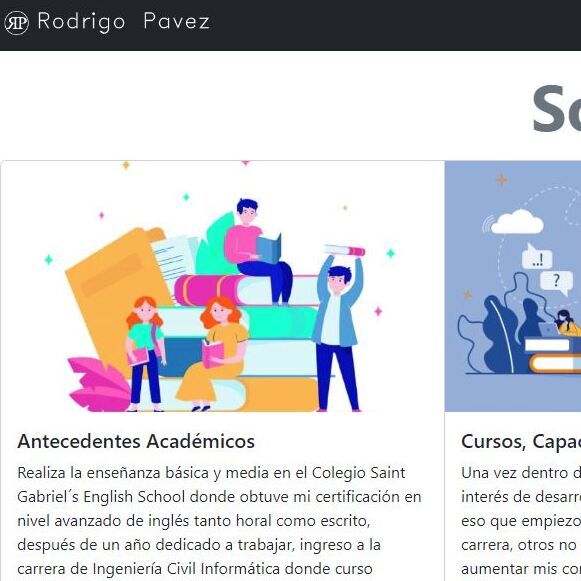 RP Rodrigo Pavez
So
..!
?
Antecedentes Académicos
Realiza la enseñanza básica y media en el Colegio Saint
Gabriel´s English School donde obtuve mi certificación en
nivel avanzado de inglés tanto horal como escrito,
después de un año dedicado a trabajar, ingreso a la
carrera de Ingeniería Civil Informática donde curso
Cursos, Capac
Una vez dentro d
interés de desarro
eso que empiezo
carrera, otros no
aumentar mis con